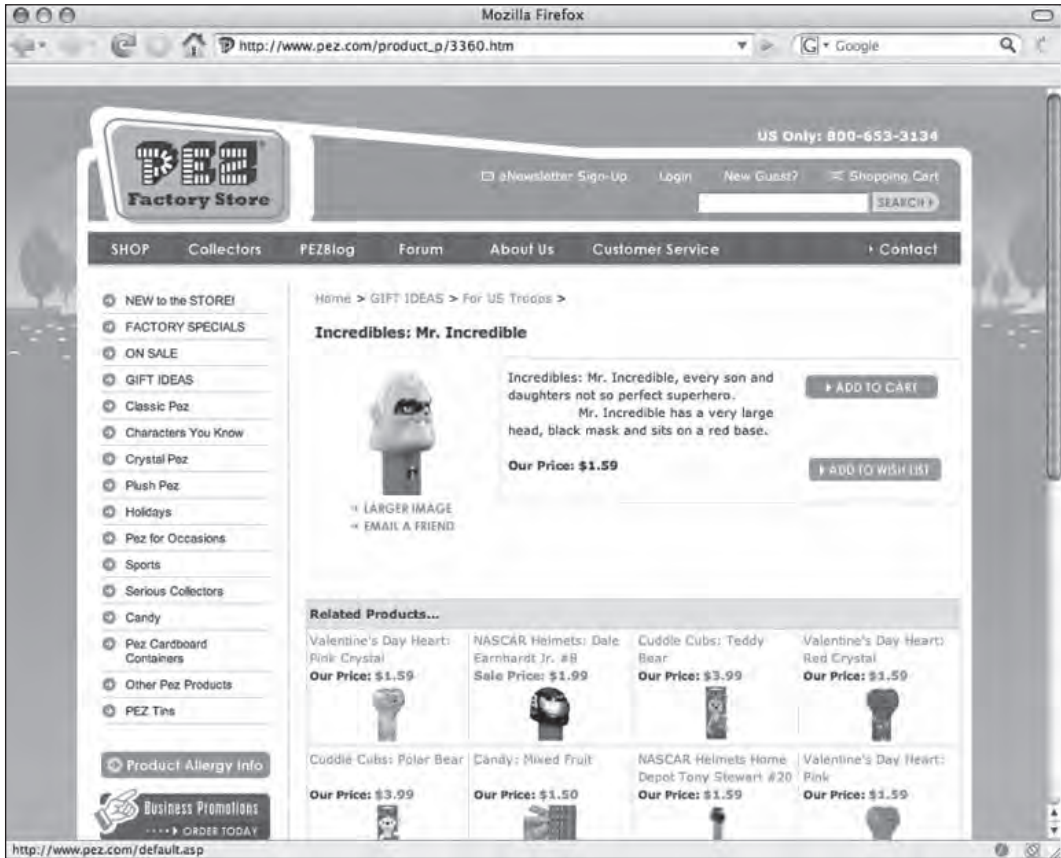 Mozilla Firefox
http://www.pez.com/product_p/3360.htm
G Google
US Only: 800-653-3134
PEZ
Factory Store
eNewsletter Sign-Up Login New Guest? Shopping Cart
SEARCH
SHOP Collectors PEZBlog Forum About Us Customer Service Contact
NEW to the STORE!
FACTORY SPECIALS
ON SALE
GIFT IDEAS
Classic Pez
Characters You Know
Crystal Pez
Plush Pez
Holidays
Pez for Occasions
Sports
Serious Collectors
Candy
Pez Cardboard
Containers
Other Pez Products
PEZ Tins
Product Allergy Info
Business Promotions
ORDER TODAY
Home > GIFT IDEAS > For US Troops >
Incredibles: Mr. Incredible
Incredibles: Mr. Incredible, every son and
daughters not so perfect superhero.
Mr. Incredible has a very large
head, black mask and sits on a red base.
Our Price: $1.59
ADD TO CART
ADD TO WISH LIST
LARGER IMAGE
EMAIL A FRIEND
Related Products...
Valentine's Day Heart:
Pink Crystal
Our Price: $1.59
NASCAR Helmets: Dale
Earnhardt Jr. #8
Sale Price: $1.99
Cuddle Cubs: Teddy
Bear
Our Price: $3.99
Valentine's Day Heart:
Red Crystal
Our Price: $1.59
Cuddle Cubs: Polar Bear
Our Price: $3.99
Candy: Mixed Fruit
Our Price: $1.50
NASCAR Helmets Home
Depot Tony Stewart #20
Our Price: $1.59
Valentine's Day Heart:
Pink
Our Price: $1.59
http://www.pez.com/default.asp